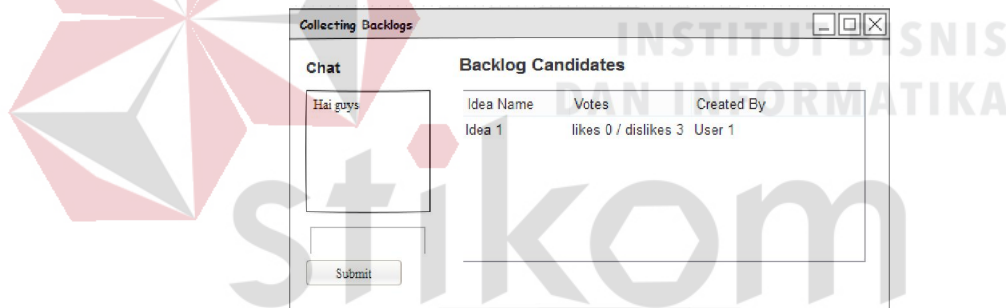 Collecting Backlogs
INSTITUT BISNIS
DAN INFORMATIKA
stikom
Chat
Hai guys
Submit
Backlog Candidates
Idea Name Votes Created By
Idea 1 likes 0 / dislikes 3 User 1